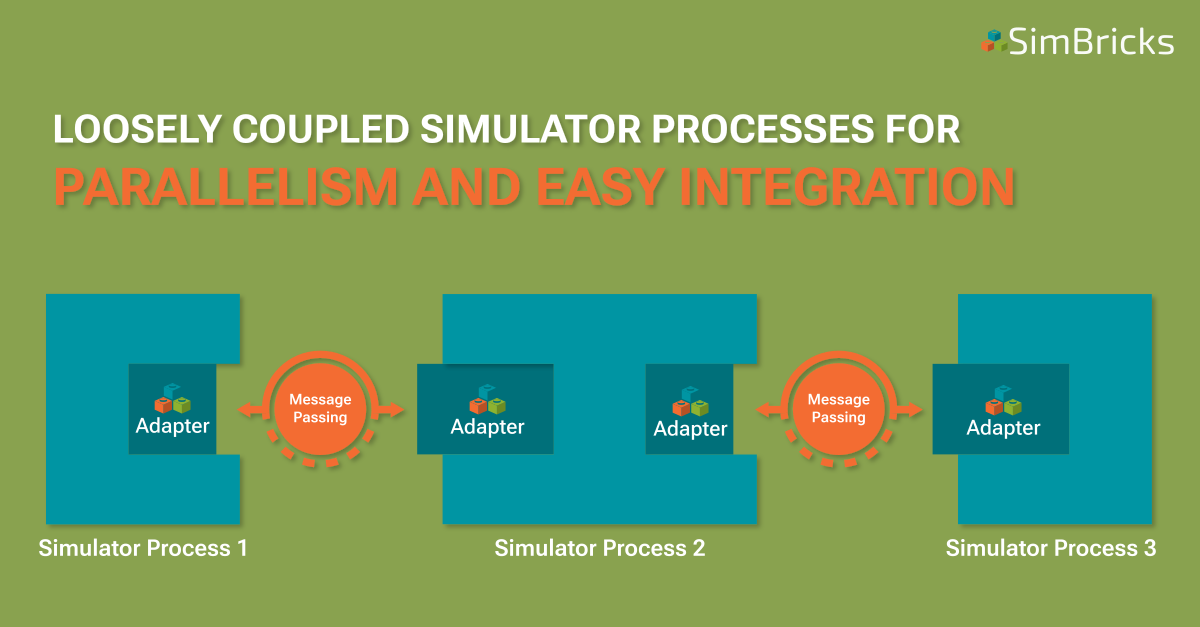 SimBricks
LOOSELY COUPLED SIMULATOR PROCESSES FOR
PARALLELISM AND EASY INTEGRATION
Adapter
Message
Passing
Adapter
Adapter
Message
Passing
Adapter
Simulator Process 1
Simulator Process 2
Simulator Process 3